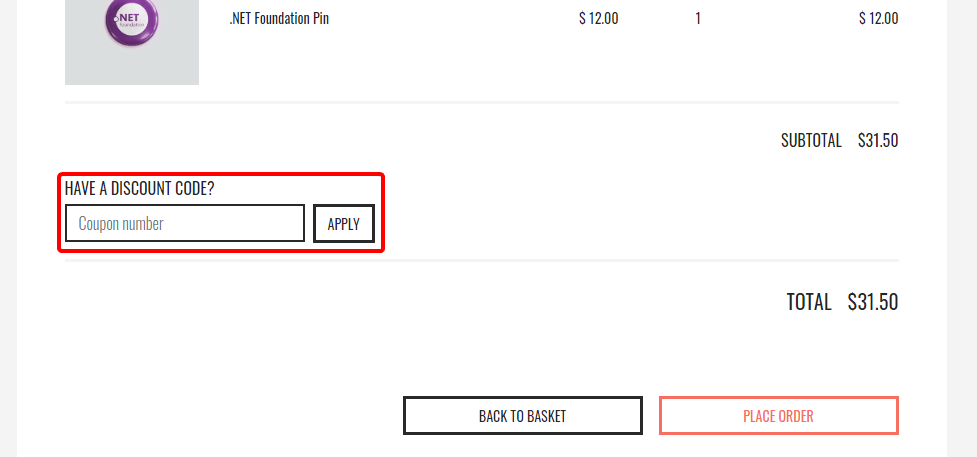 .NET
foundation
.NET Foundation Pin $ 12.00 1 $ 12.00
SUBTOTAL $31.50
HAVE A DISCOUNT CODE?
Coupon number APPLY
TOTAL $31.50
BACK TO BASKET PLACE ORDER